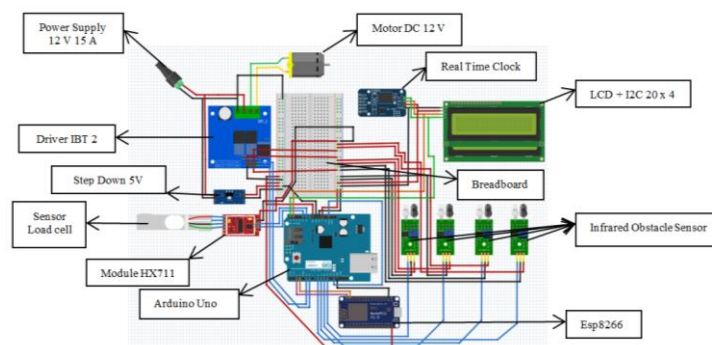 Power Supply
12 V 15 A
Motor DC 12 V
Real Time Clock
LCD + I2C 20 x 4
Driver IBT 2
Step Down 5V
Breadboard
Sensor
Load cell
Infrared Obstacle Sensor
Module HX711
Arduino Uno
Esp8266